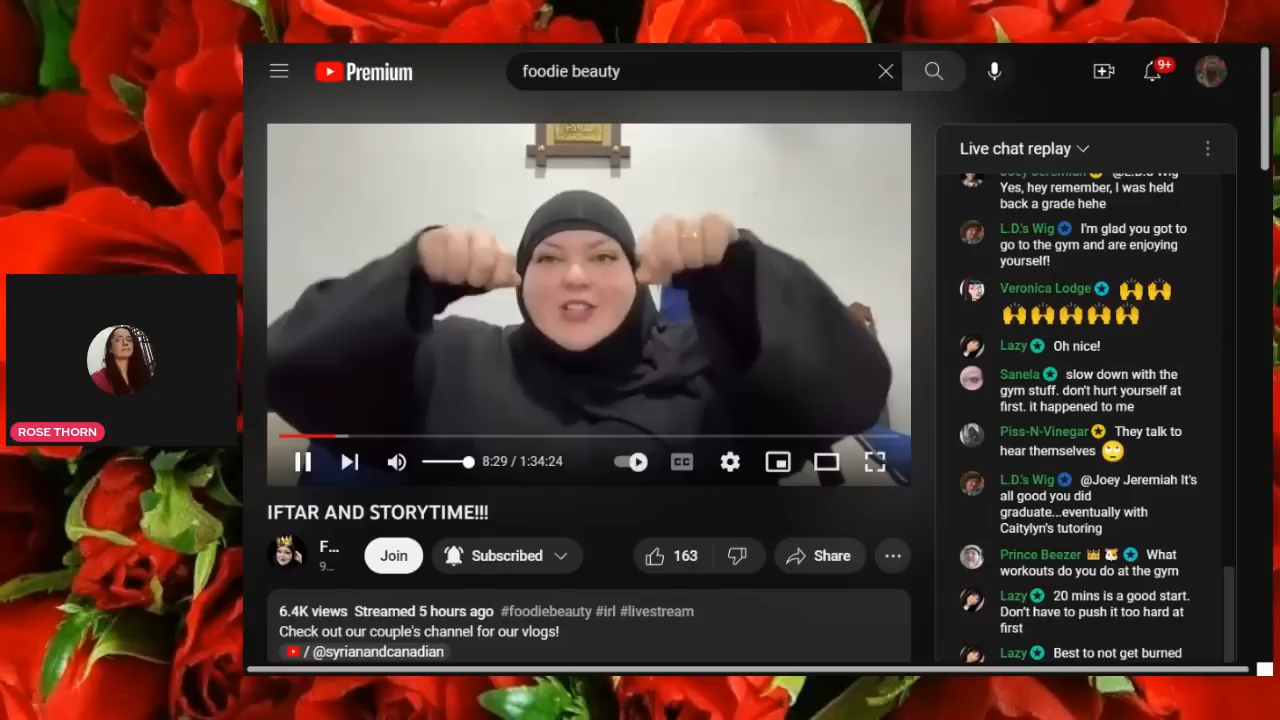 Premium
foodie beauty
9+
Live chat replay
Yes, hey remember, I was held
back a grade hehe
L.D.'s Wig I'm glad you got to
go to the gym and are enjoying
yourself!
Veronica Lodge
Lazy Oh nice!
Sanela slow down with the
gym stuff. don't hurt yourself at
first. it happened to me
Piss-N-Vinegar They talk to
hear themselves
L.D.'s Wig @Joey Jeremiah It's
all good you did
graduate...eventually with
Caitylyn's tutoring
Prince Beezer What
workouts do you do at the gym
Lazy 20 mins is a good start.
Don't have to push it too hard at
first
Lazy Best to not get burned
ROSE THORN
8:29 / 1:34:24
CC
IFTAR AND STORYTIME!!!
F...
9...
Join
Subscribed
163
Share
6.4K views Streamed 5 hours ago #foodiebeauty #irl #livestream
Check out our couple's channel for our vlogs!
/ @syrianandcanadian